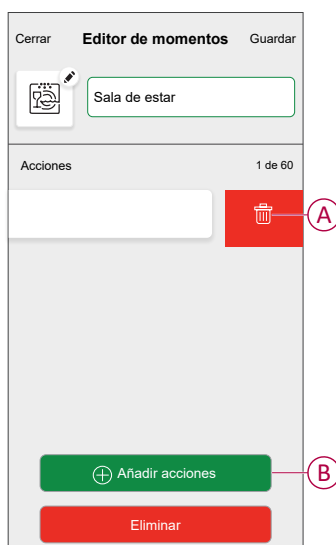 Cerrar Editor de momentos Guardar
Sala de estar
Acciones 1 de 60
A
Añadir acciones
B
Eliminar